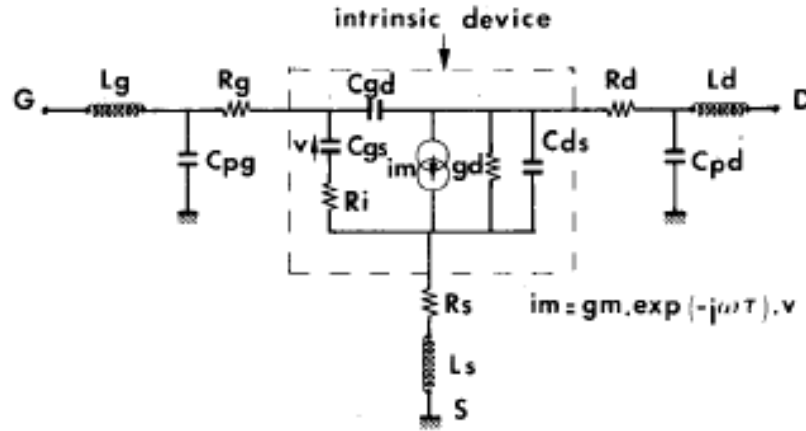 intrinsic device
Lg
Rg
Cgd
Rd
Ld
G
D
Cpg
v
Cgs
im
gd
Cds
Cpd
Ri
Rs
im = gm.exp(-jωτ).v
Ls
S